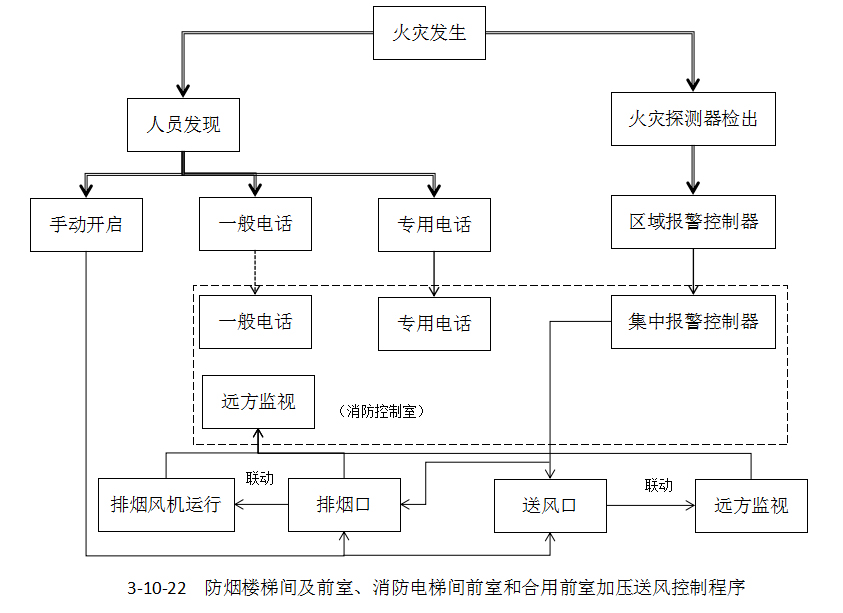 火灾发生
人员发现
火灾探测器检出
手动开启
一般电话
专用电话
区域报警控制器
一般电话
专用电话
集中报警控制器
远方监视
（消防控制室）
联动
联动
排烟风机运行
排烟口
送风口
远方监视
3-10-22 防烟楼梯间及前室、消防电梯间前室和合用前室加压送风控制程序